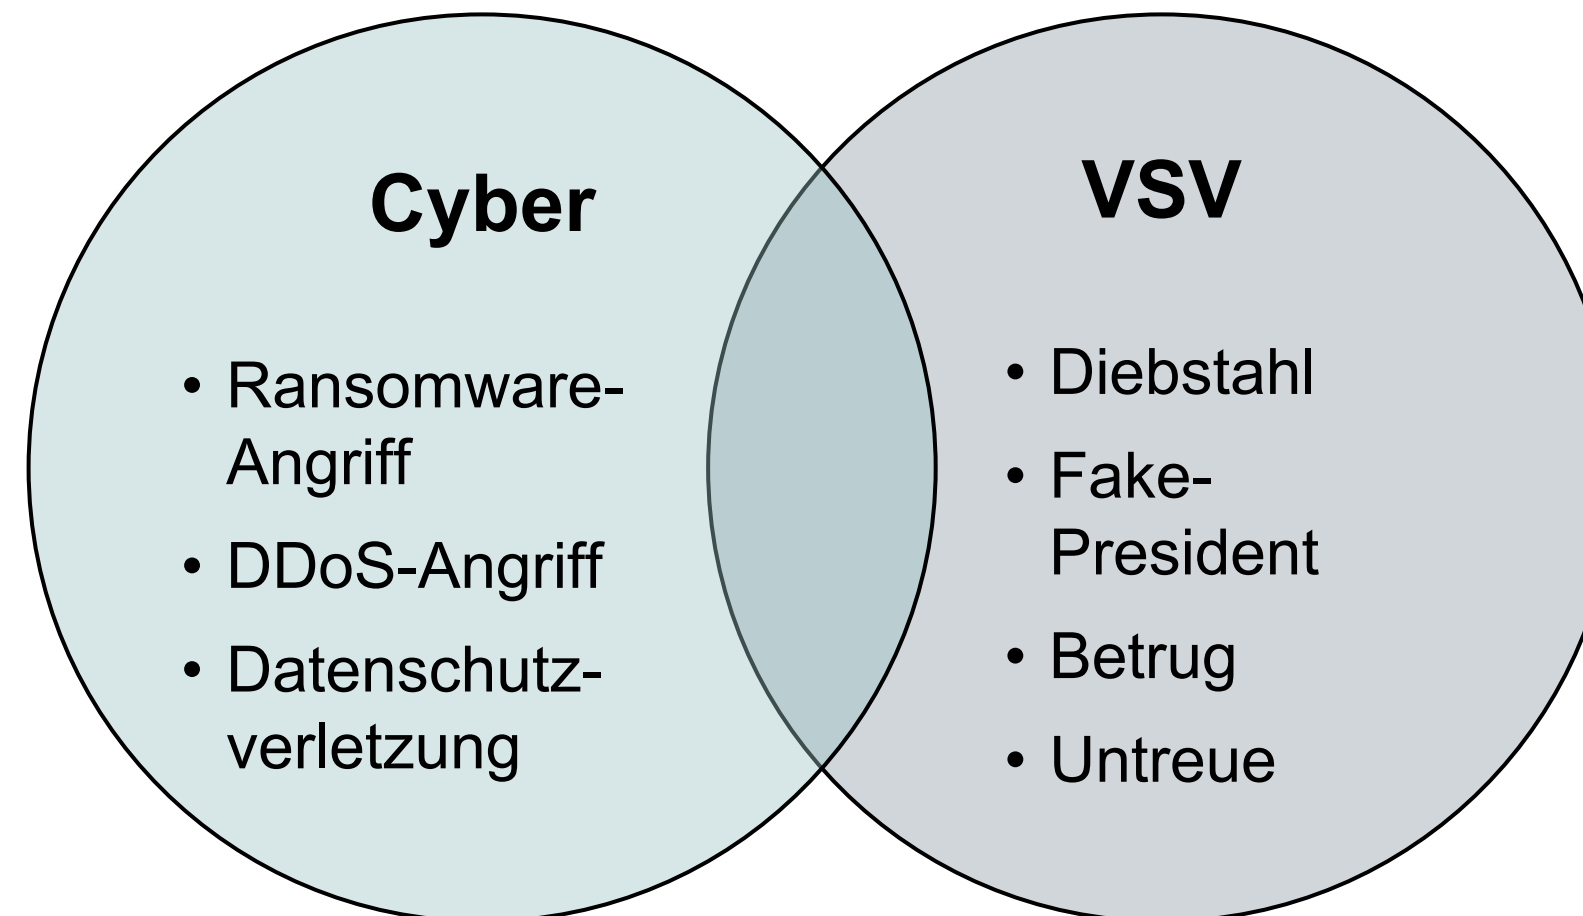 Cyber
• Ransomware-
Angriff
• DDoS-Angriff
• Datenschutz-
verletzung
VSV
• Diebstahl
• Fake-
President
• Betrug
• Untreue